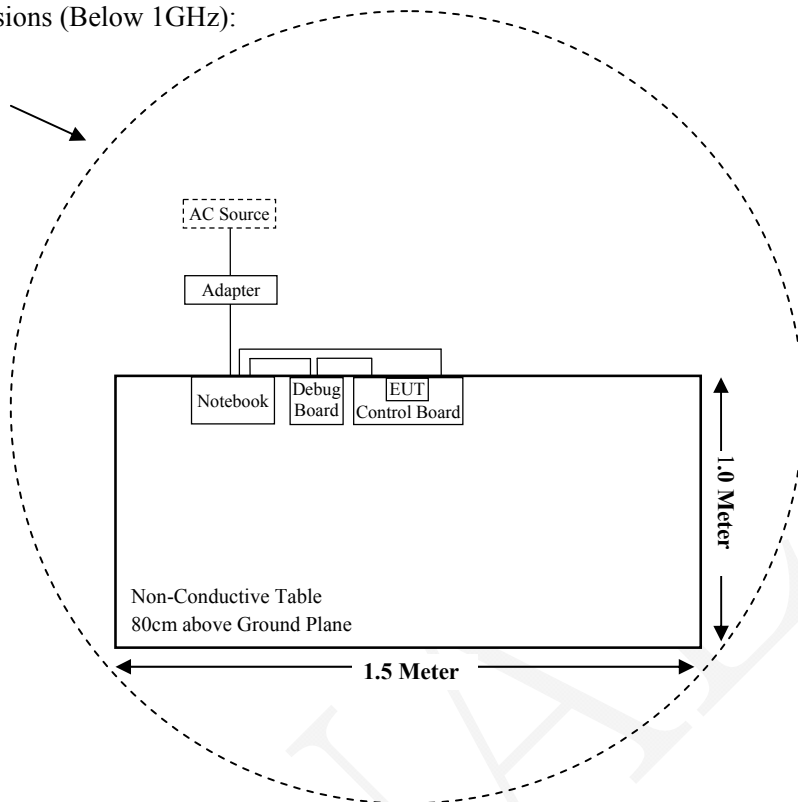 sions (Below 1GHz):
AC Source
Adapter
Notebook
Debug
Board
EUT
Control Board
1.0 Meter
Non-Conductive Table
80cm above Ground Plane
1.5 Meter